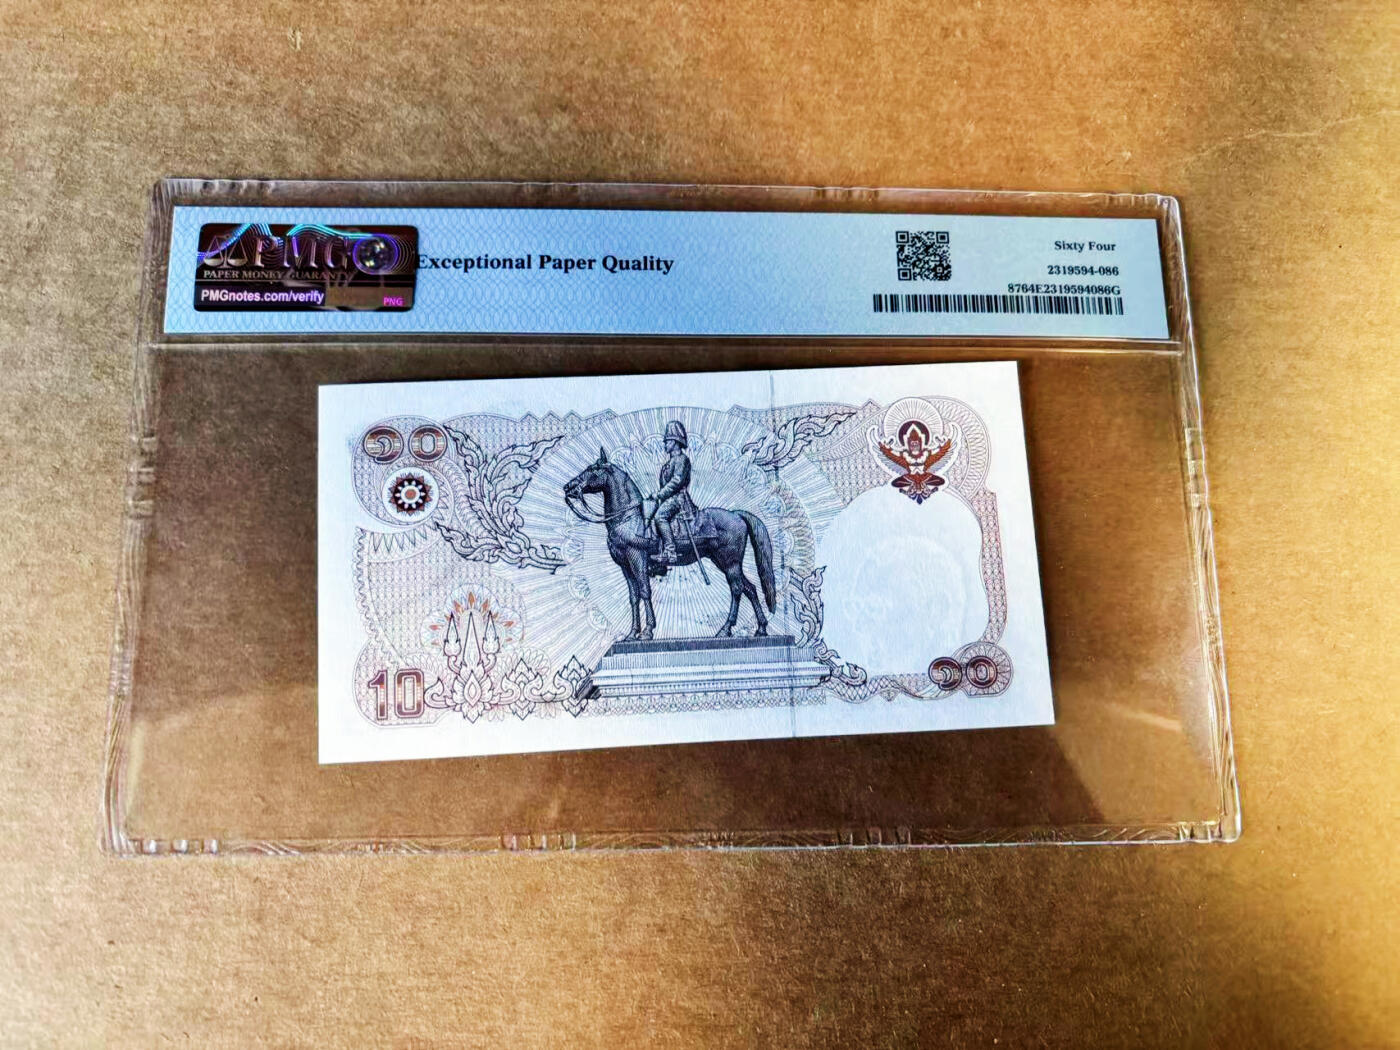 PMG
PAPER MONEY GUARANTY
PMGnotes.com/verify
PNG
Exceptional Paper Quality
Sixty Four
2319594-086
8764E2319594086G
๑๐
10
๑๐